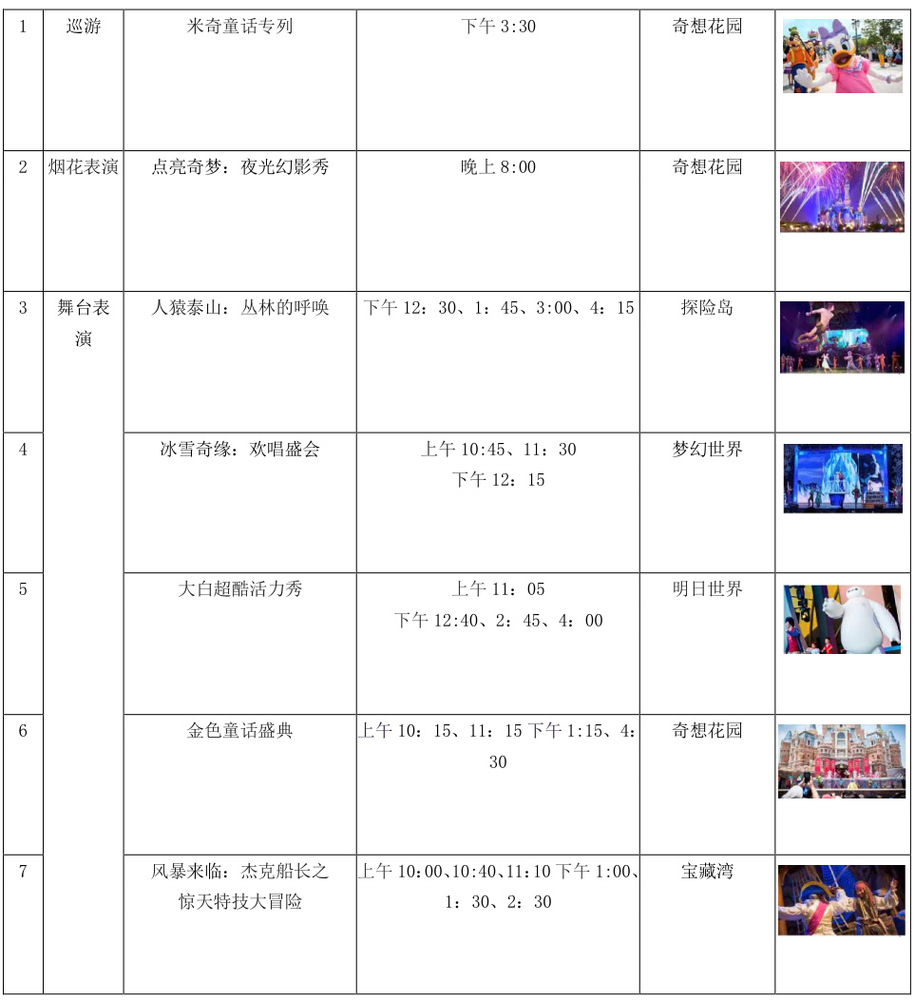 1 巡游 米奇童话专列 下午 3:30 奇想花园
2 烟花表演 点亮奇梦：夜光幻影秀 晚上 8:00 奇想花园
3 舞台表 人猿泰山：丛林的呼唤 下午 12：30、1：45、3:00、4：15 探险岛
演
4 冰雪奇缘：欢唱盛会 上午 10:45、11：30 梦幻世界
下午 12：15
5 大白超酷活力秀 上午 11：05 明日世界
下午 12:40、2：45、4：00
6 金色童话盛典 上午 10：15、11：15 下午 1:15、4： 奇想花园
30
7 风暴来临：杰克船长之 上午 10:00、10:40、11:10 下午 1:00、 宝藏湾
惊天特技大冒险 1：30、2：30